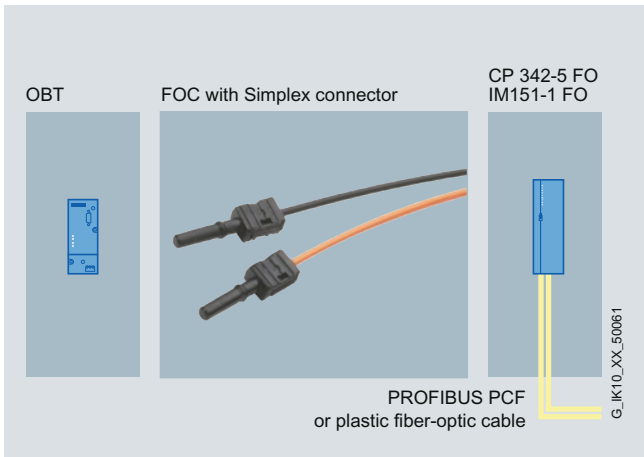 OBT
FOC with Simplex connector
CP 342-5 FO
IM151-1 FO
PROFIBUS PCF
or plastic fiber-optic cable
G_IK10_XX_50061